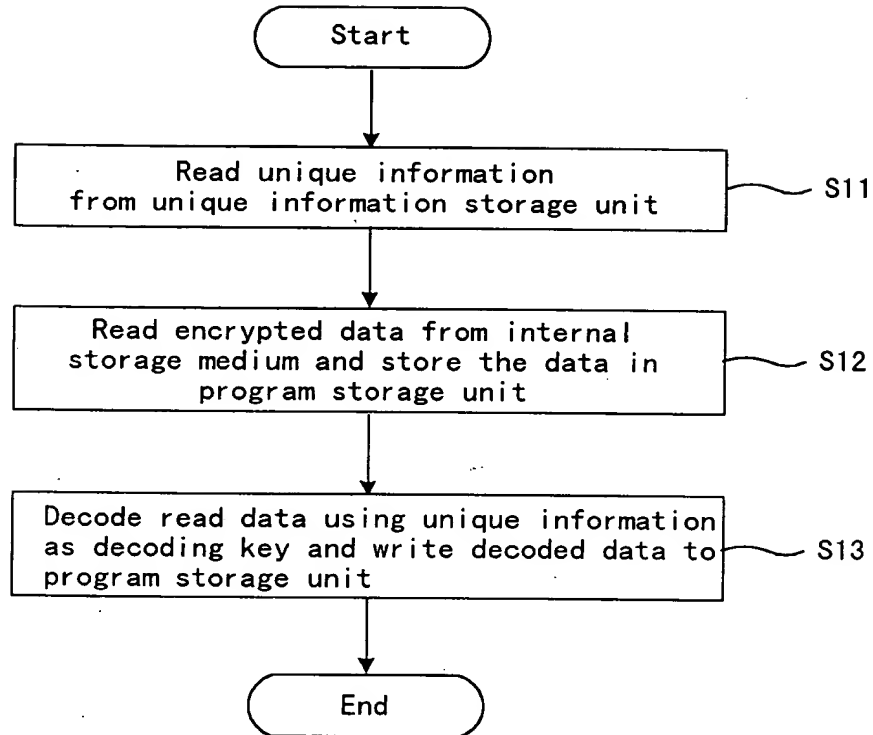 Start
Read unique information
from unique information storage unit
S11
Read encrypted data from internal
storage medium and store the data in
program storage unit
S12
Decode read data using unique information
as decoding key and write decoded data to
program storage unit
S13
End